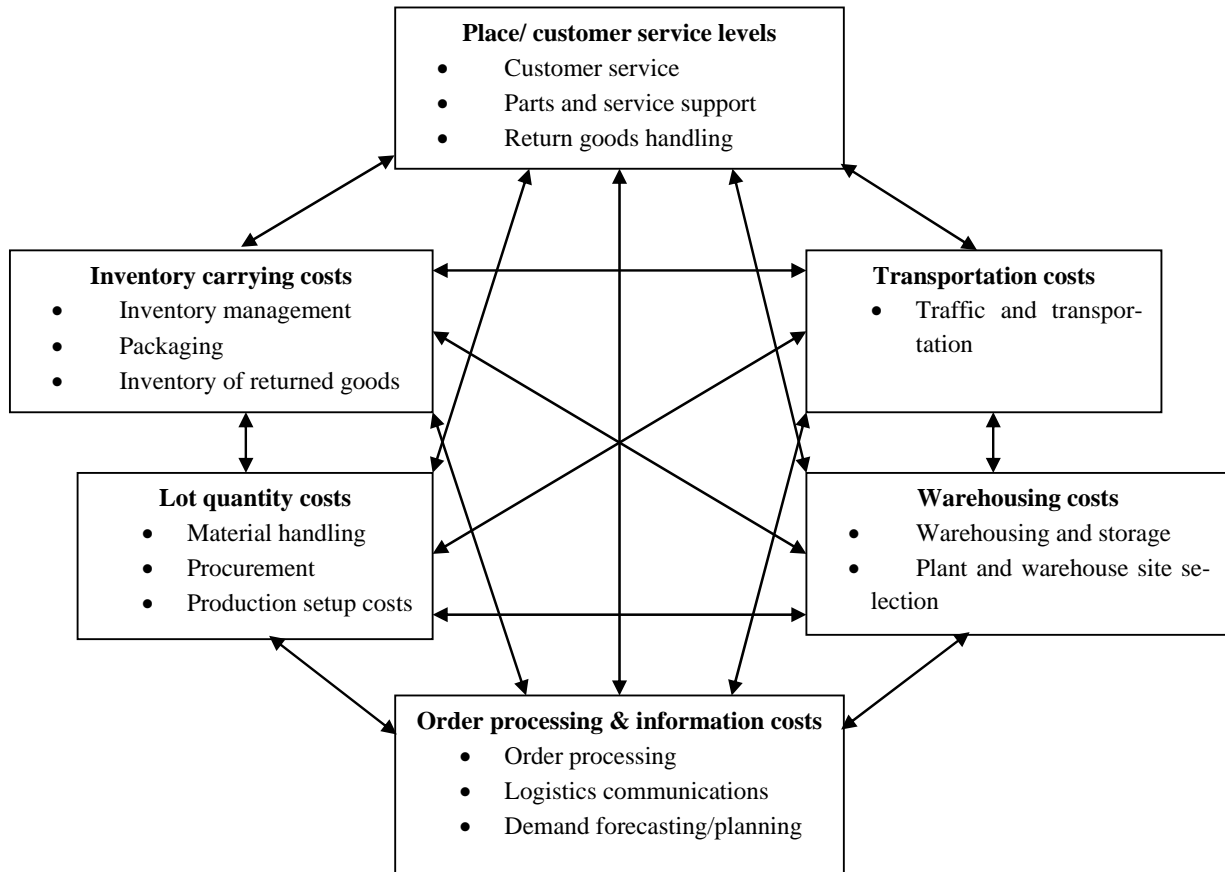 Place/ customer service levels
• Customer service
• Parts and service support
• Return goods handling
Inventory carrying costs
• Inventory management
• Packaging
• Inventory of returned goods
Transportation costs
• Traffic and transpor-
tation
Lot quantity costs
• Material handling
• Procurement
• Production setup costs
Warehousing costs
• Warehousing and storage
• Plant and warehouse site se-
lection
Order processing & information costs
• Order processing
• Logistics communications
• Demand forecasting/planning